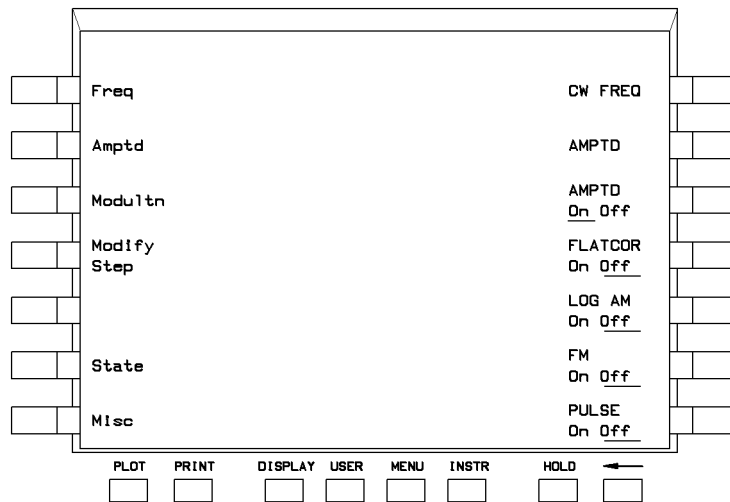 Freq CW FREQ
Amptd AMPTD
Modultn AMPTD
On Off
Modify FLATCOR
Step On Off
LOG AM
On Off
State FM
On Off
Misc PULSE
On Off
PLOT PRINT DISPLAY USER MENU INSTR HOLD